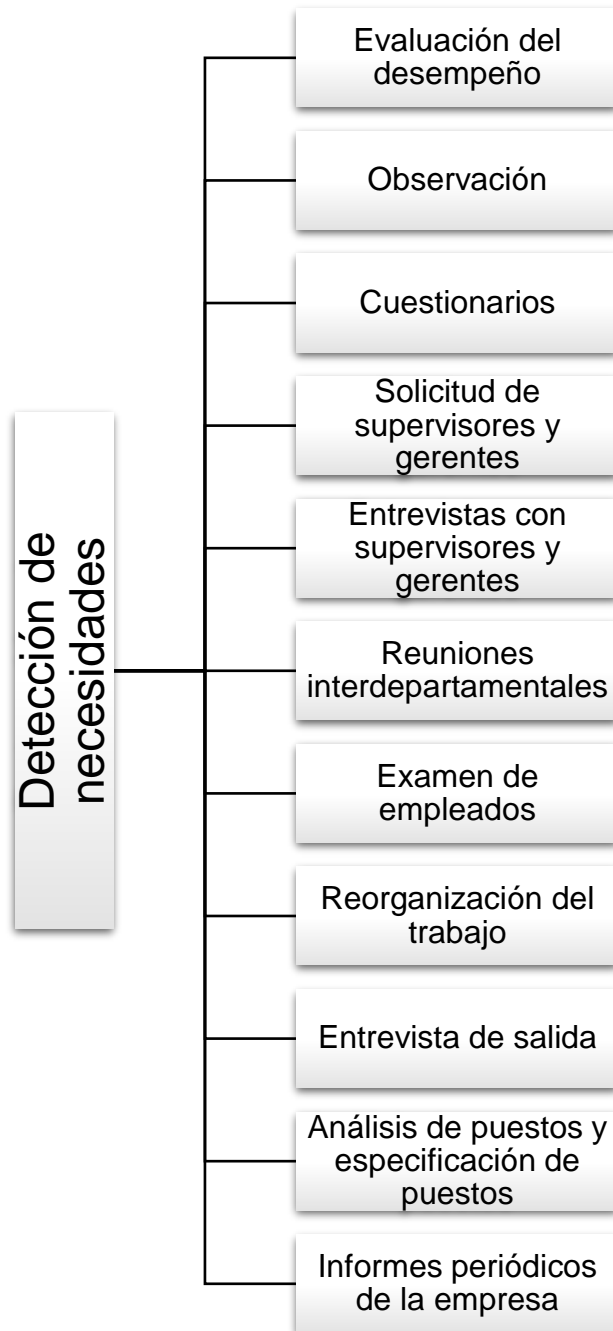 Detección de
necesidades
Evaluación del
desempeño
Observación
Cuestionarios
Solicitud de
supervisores y
gerentes
Entrevistas con
supervisores y
gerentes
Reuniones
interdepartamentales
Examen de
empleados
Reorganización del
trabajo
Entrevista de salida
Análisis de puestos y
especificación de
puestos
Informes periódicos
de la empresa